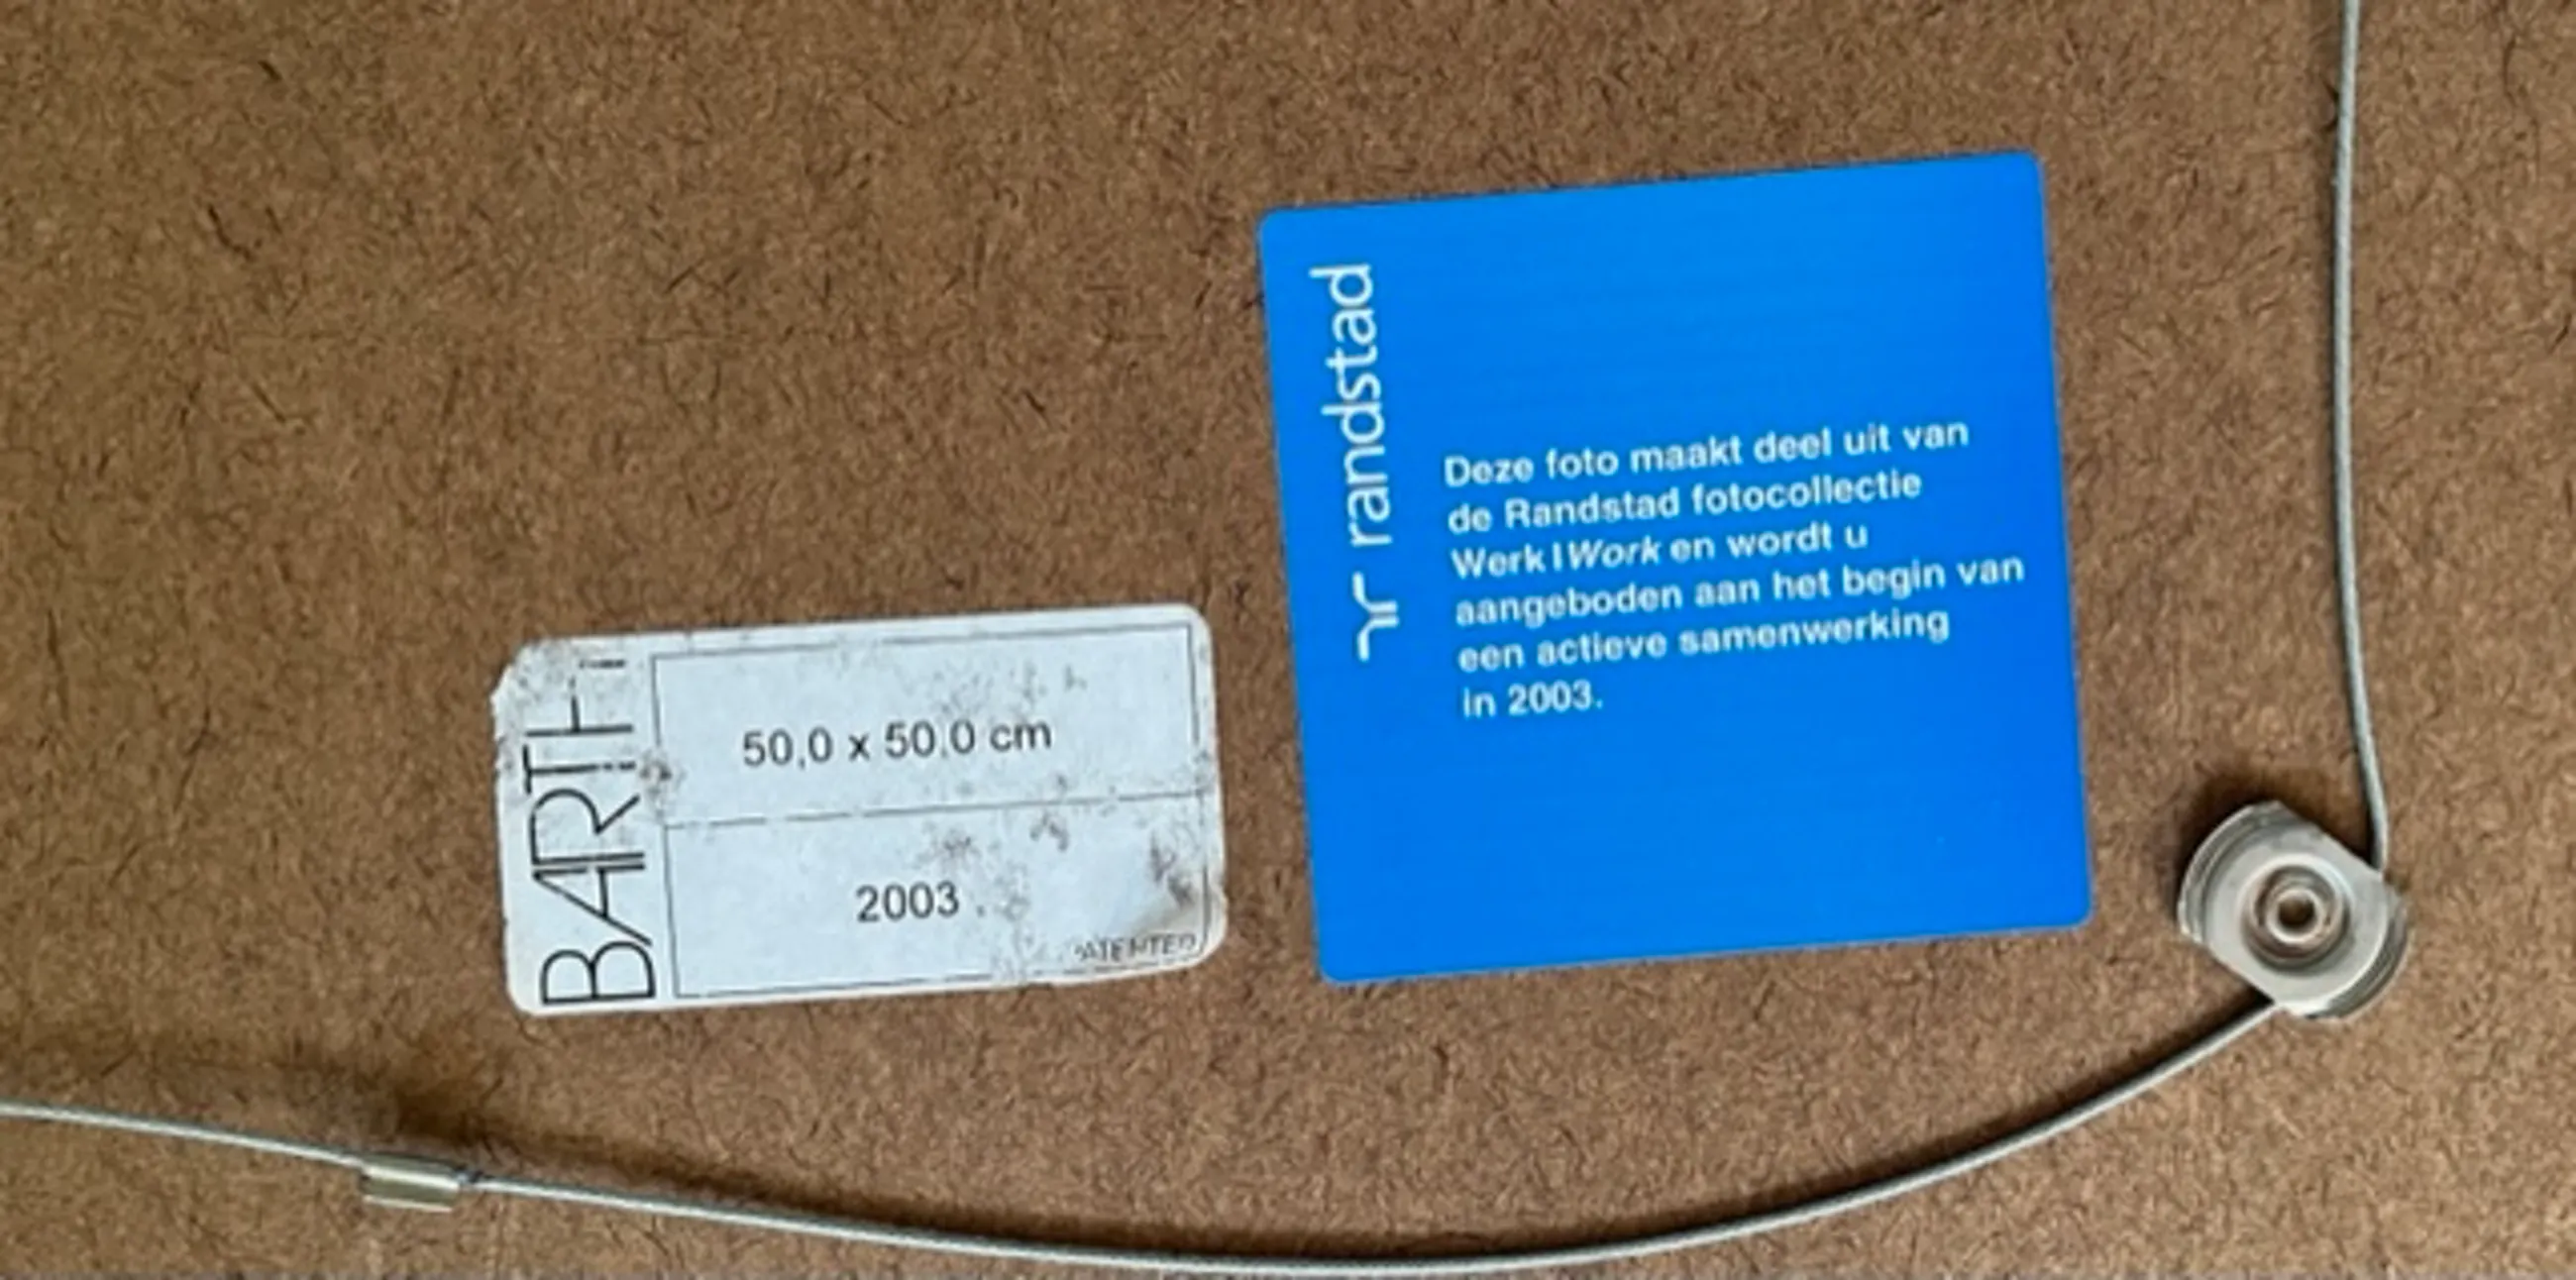 BARTH
50,0 x 50,0 cm
2003
PATENTED
randstad
Deze foto maakt deel uit van
de Randstad fotocollectie
Werk|Work en wordt u
aangeboden aan het begin van
een actieve samenwerking
in 2003.